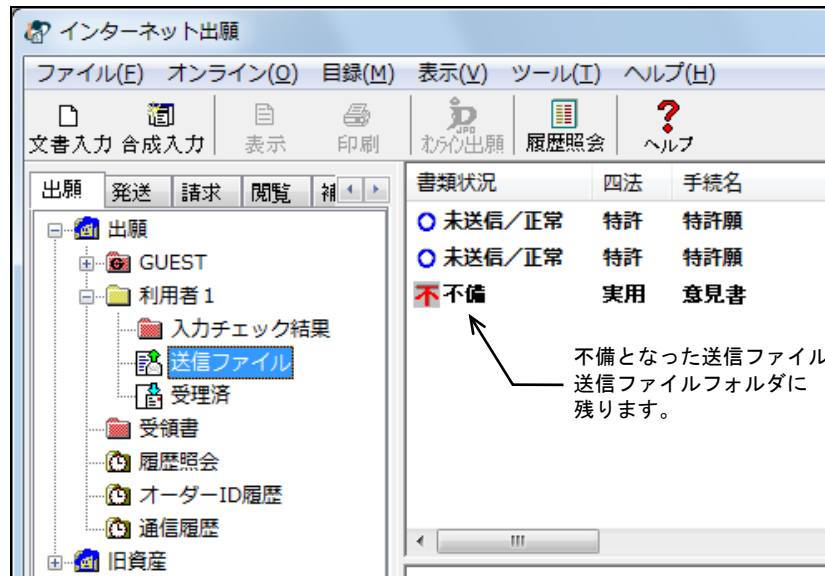 インターネット出願
ファイル(F) オンライン(O) 目録(M) 表示(V) ツール(T) ヘルプ(H)
文書入力 合成入力 表示 印刷 オンライン出願 履歴照会 ヘルプ
出願 発送 請求 閲覧 補
書類状況 四法 手続名
出願
GUEST
利用者1
入力チェック結果
送信ファイル
受理済
受領書
履歴照会
オーダーID履歴
通信履歴
旧資産
未送信/正常 特許 特許願
未送信/正常 特許 特許願
不 不備 実用 意見書
不備となった送信ファイル
送信ファイルフォルダに
残ります。